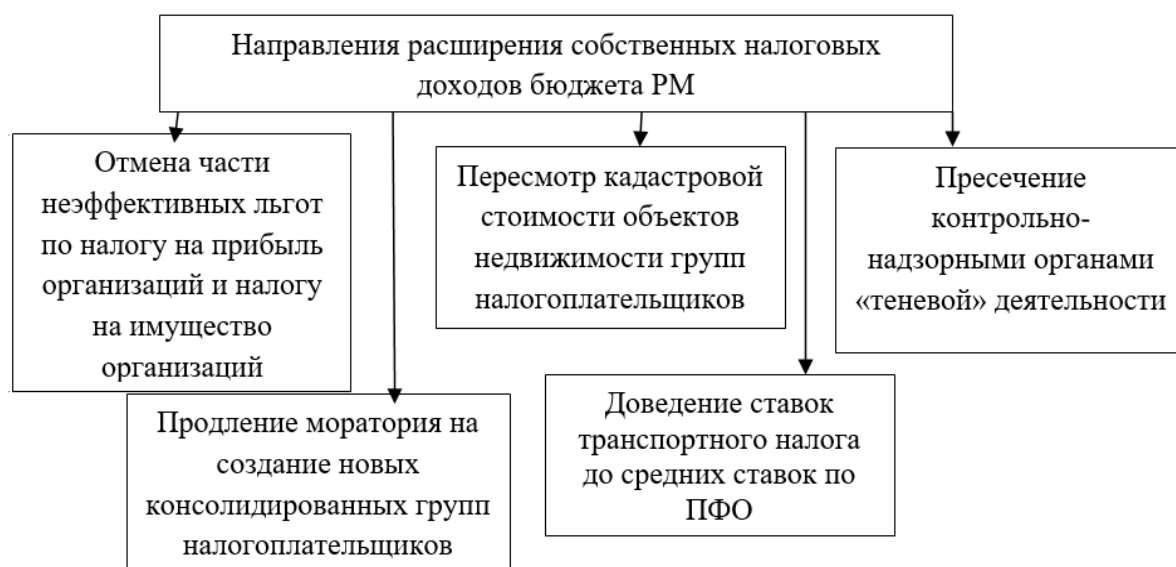 Направления расширения собственных налоговых
доходов бюджета РМ
Отмена части
неэффективных льгот
по налогу на прибыль
организаций и налогу
на имущество
организаций
Продление моратория на
создание новых
консолидированных групп
налогоплательщиков
Пересмотр кадастровой
стоимости объектов
недвижимости групп
налогоплательщиков
Доведение ставок
транспортного налога
до средних ставок по
ПФО
Пресечение
контрольно-
надзорными органами
«теневой» деятельности